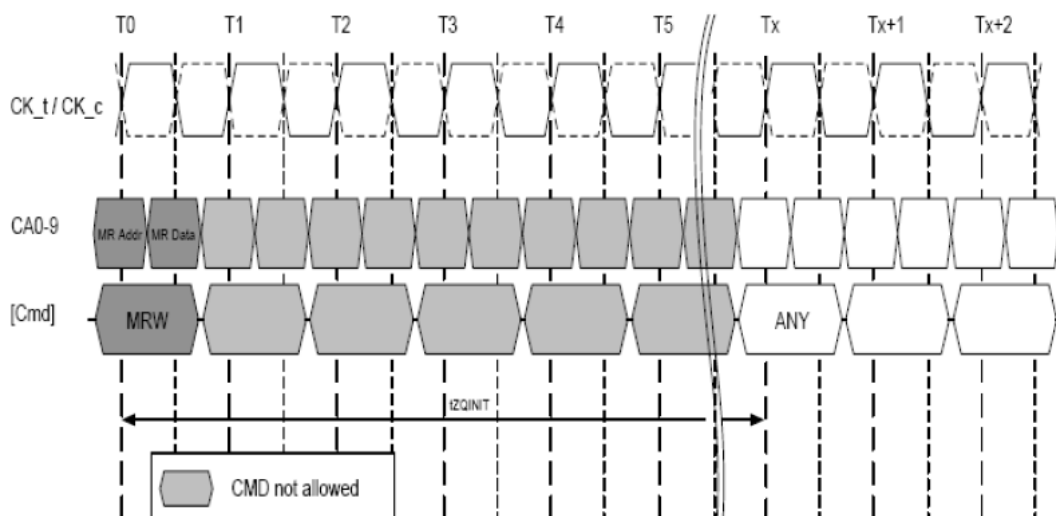 T0 T1 T2 T3 T4 T5 Tx Tx+1 Tx+2
CK_t / CK_c
CA0-9 MR Addr MR Data
[Cmd] MRW ANY
tZQINIT
CMD not allowed